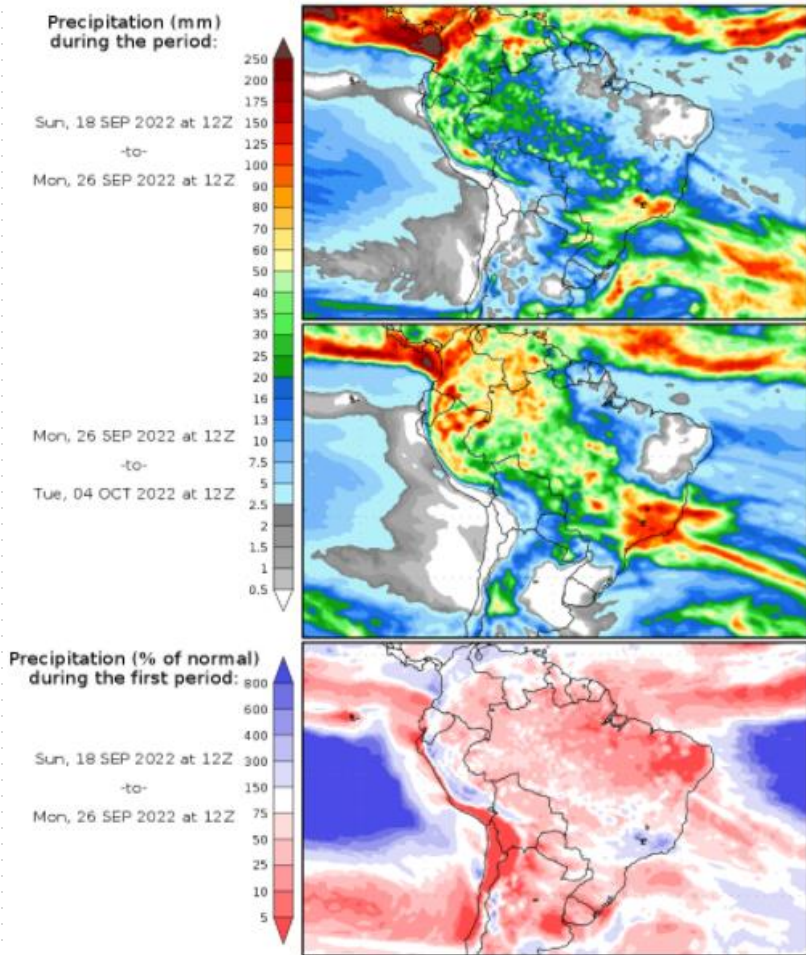 Precipitation (mm)
during the period:
Sun, 18 SEP 2022 at 12Z
-to-
Mon, 26 SEP 2022 at 12Z
250
200
175
150
125
100
90
80
70
60
50
40
35
30
25
20
16
13
10
7.5
5
2.5
2
1.5
1
0.5
Mon, 26 SEP 2022 at 12Z
-to-
Tue, 04 OCT 2022 at 12Z
Precipitation (% of normal)
during the first period:
Sun, 18 SEP 2022 at 12Z
-to-
Mon, 26 SEP 2022 at 12Z
800
600
400
300
150
75
50
25
10
5